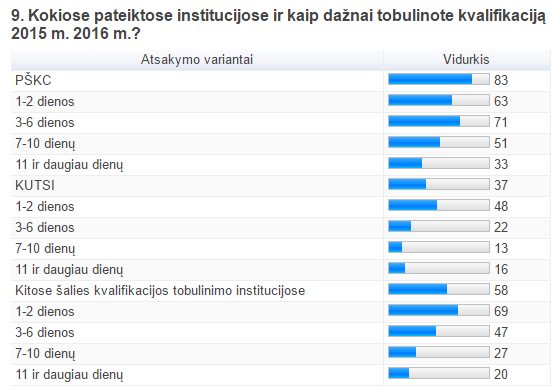 9. Kokiose pateiktose institucijose ir kaip dažnai tobulinote kvalifikaciją
2015 m. 2016 m.?
Atsakymo variantai Vidurkis
PŠKC 83
1-2 dienos 63
3-6 dienos 71
7-10 dienų 51
11 ir daugiau dienų 33
KUTSI 37
1-2 dienos 48
3-6 dienos 22
7-10 dienų 13
11 ir daugiau dienų 16
Kitose šalies kvalifikacijos tobulinimo institucijose 58
1-2 dienos 69
3-6 dienos 47
7-10 dienų 27
11 ir daugiau dienų 20